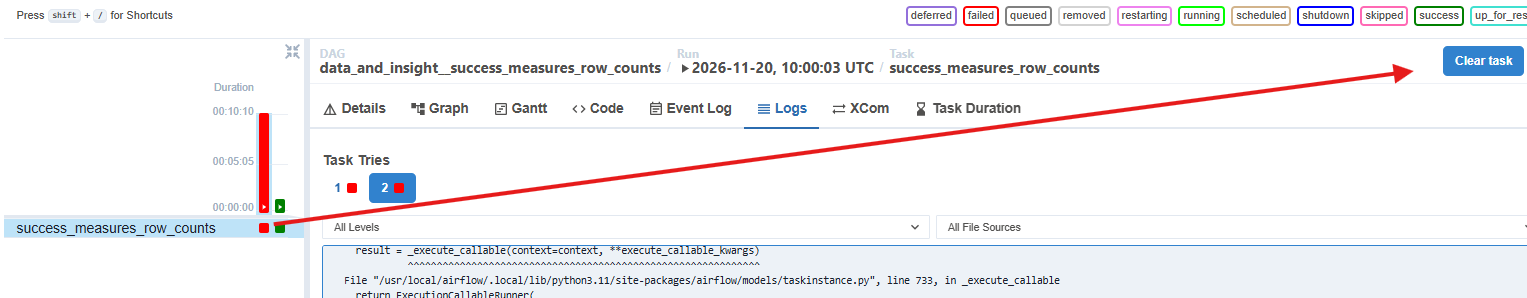 Press shift + / for Shortcuts
deferred failed queued removed restarting running scheduled shutdown skipped success up_for_res
DAG Run Task
data_and_insight__success_measures_row_counts / 2026-11-20, 10:00:03 UTC / success_measures_row_counts
Clear task
Duration
00:10:10
00:05:05
00:00:00
success_measures_row_counts
Details Graph Gantt Code Event Log Logs XCom Task Duration
Task Tries
1 2
All Levels All File Sources
result = _execute_callable(context=context, **execute_callable_kwargs)
^^^^^^^^^^^^^^^^^^^^^^^^^^^^^^^^^^^^^^^^^^^^^^^^^^^^^^^^^^^^^
File "/usr/local/airflow/.local/lib/python3.11/site-packages/airflow/models/taskinstance.py", line 733, in _execute_callable
return ExecutionCallableRunner(